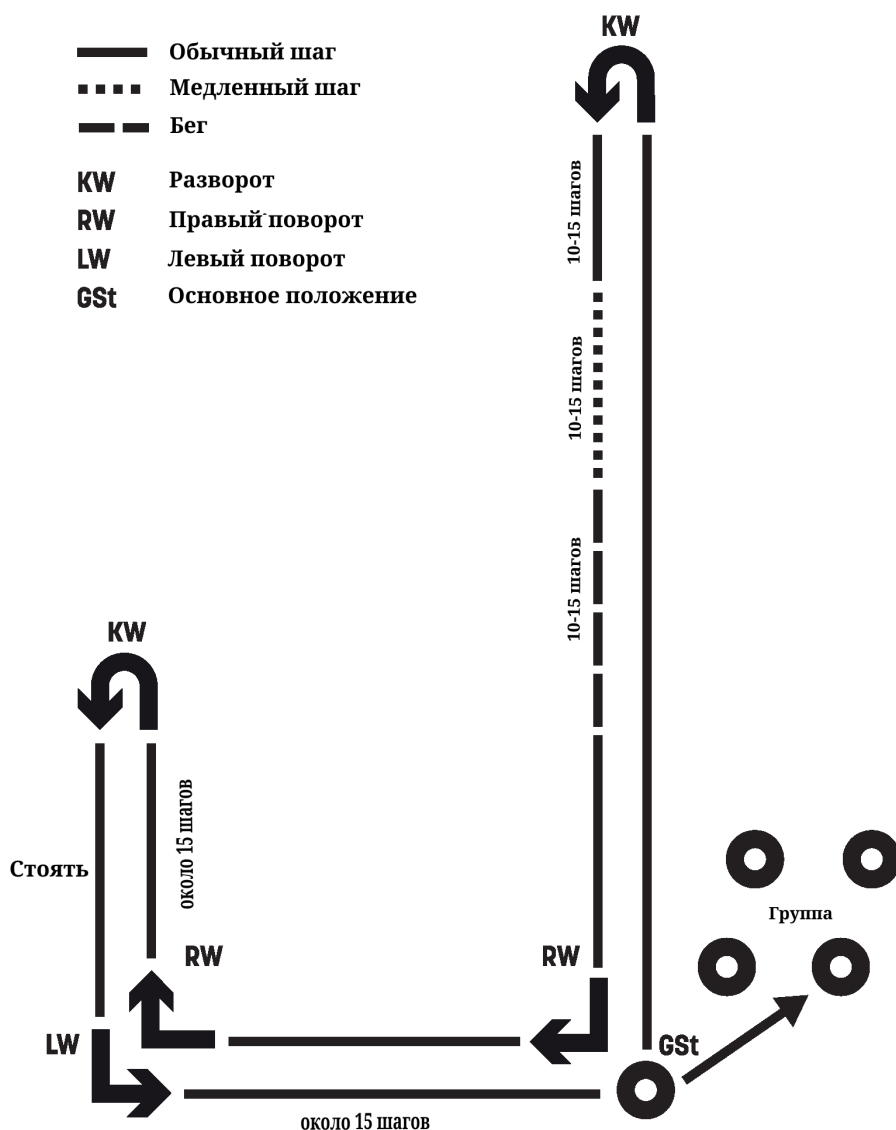 KW
Обычный шаг
Медленный шаг
Бег
KW Разворот
RW Правый поворот
LW Левый поворот
GSt Основное положение
10-15 шагов
10-15 шагов
10-15 шагов
KW
около 15 шагов
Стоять
Группа
RW
RW
LW
GSt
около 15 шагов